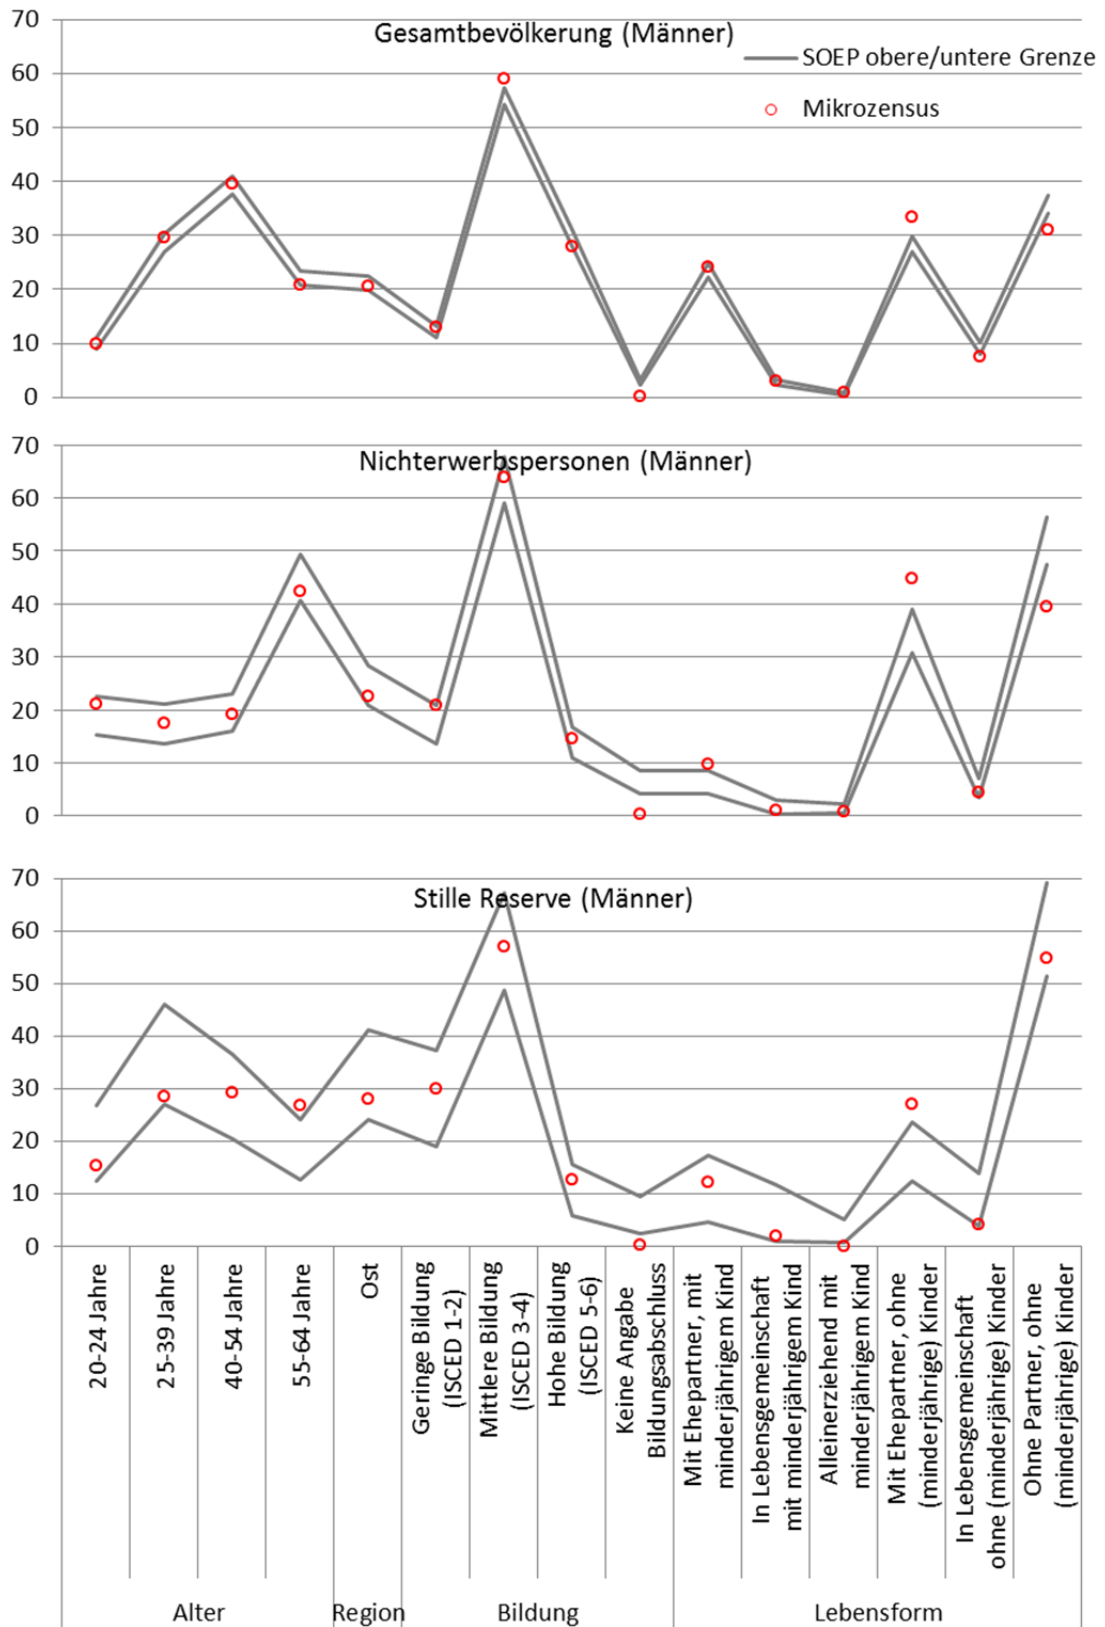 Gesamtbevölkerung (Männer)
SOEP obere/untere Grenze
Mikrozensus
70
60
50
40
30
20
10
0
Nichterwerbspersonen (Männer)
70
60
50
40
30
20
10
0
Stille Reserve (Männer)
70
60
50
40
30
20
10
0
20-24 Jahre
25-39 Jahre
40-54 Jahre
55-64 Jahre
Ost
Geringe Bildung
(ISCED 1-2)
Mittlere Bildung
(ISCED 3-4)
Hohe Bildung
(ISCED 5-6)
Keine Angabe
Bildungsabschluss
Mit Ehepartner, mit
minderjährigem Kind
In Lebensgemeinschaft
mit minderjährigem Kind
Alleinerziehend mit
minderjährigem Kind
Mit Ehepartner, ohne
(minderjährige) Kinder
In Lebensgemeinschaft
ohne (minderjährige) Kinder
Ohne Partner, ohne
(minderjährige) Kinder
Alter
Region
Bildung
Lebensform